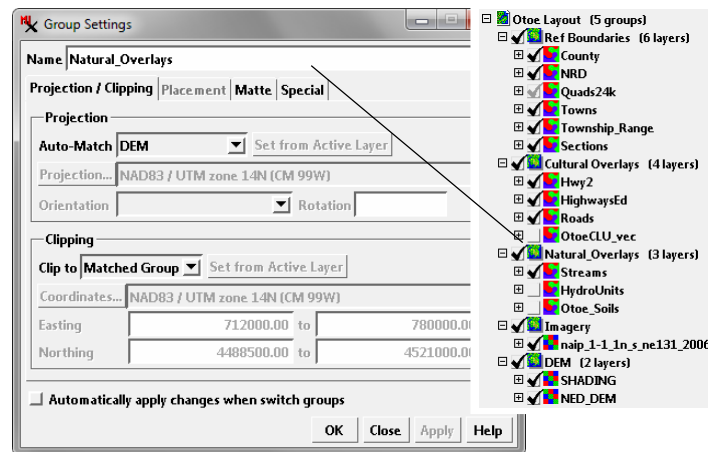 Group Settings
Name Natural_Overlays
Projection / Clipping Placement Matte Special
Projection
Auto-Match DEM Set from Active Layer
Projection... NAD83 / UTM zone 14N (CM 99W)
Orientation Rotation
Clipping
Clip to Matched Group Set from Active Layer
Coordinates... NAD83 / UTM zone 14N (CM 99W)
Easting 712000.00 to 780000.00
Northing 4488500.00 to 4521000.00
Automatically apply changes when switch groups
OK Close Apply Help
Otoe Layout (5 groups)
Ref Boundaries (6 layers)
County
NRD
Quads24k
Towns
Township_Range
Sections
Cultural Overlays (4 layers)
Hwy2
HighwaysEd
Roads
OtoeCLU_vec
Natural_Overlays (3 layers)
Streams
HydroUnits
Otoe_Soils
Imagery
naip_1-1_1n_s_ne131_2006
DEM (2 layers)
SHADING
NED_DEM